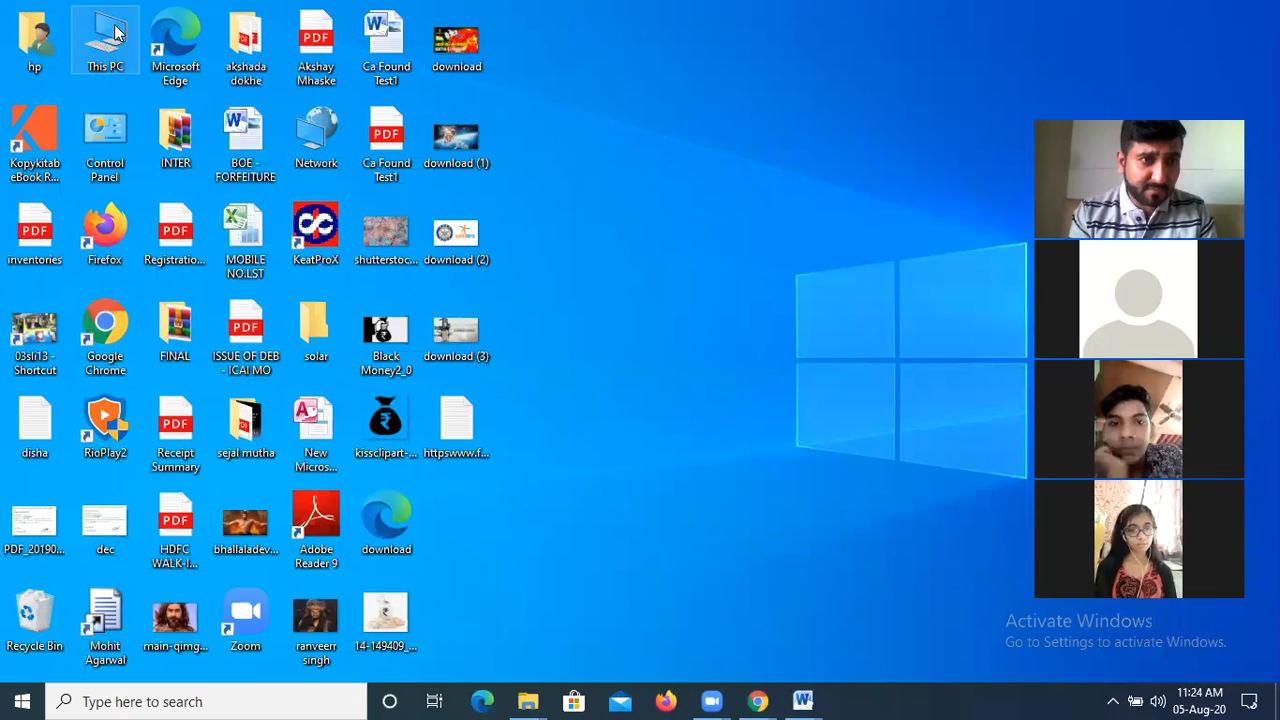 hp
This PC
Microsoft
Edge
akshada
dokhe
PDF
Akshay
Mhaske
Ca Found
Test1
download
Kopykitab
eBook R...
Control
Panel
INTER
BOE -
FORFEITURE
Network
PDF
Ca Found
Test1
download (1)
PDF
inventories
Firefox
PDF
Registratio...
MOBILE
NO.LST
KeatProX
shutterstoc...
download (2)
03sli13 -
Shortcut
Google
Chrome
FINAL
PDF
ISSUE OF DEB
- ICAI MO
solar
Black
Money2_0
download (3)
disha
RioPlay2
PDF
Receipt
Summary
sejal mutha
New
Micros...
kissclipart-...
httpswww.f...
PDF_20190...
dec
PDF
HDFC
WALK-I...
bhallaladev...
Adobe
Reader 9
download
Recycle Bin
Mohit
Agarwal
main-qimg...
Zoom
ranveerr
singh
14-149409_...
Activate Windows
Go to Settings to activate Windows.
Type here to search
11:24 AM
05-Aug-20